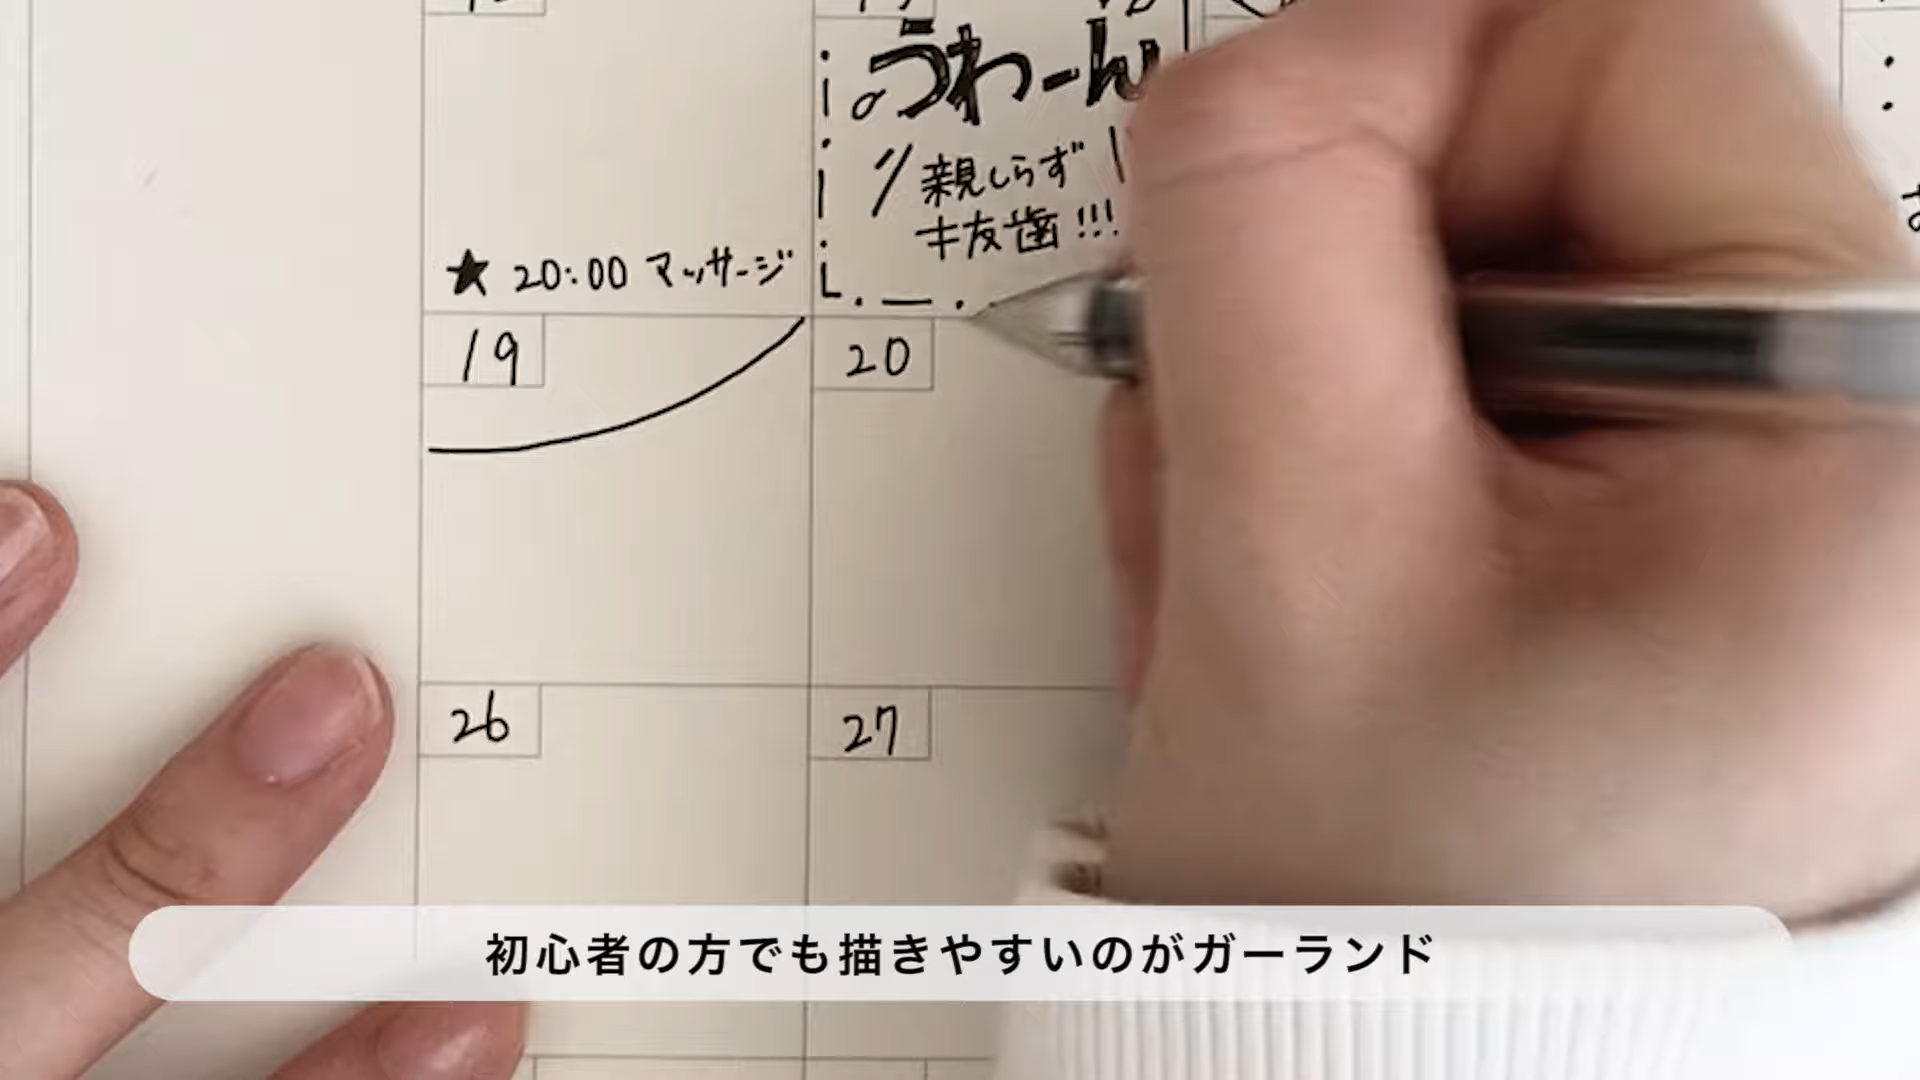 うわーん
親しらず
抜歯!!!
★ 20:00 マッサージ
19
20
26
27
初心者の方でも描きやすいのがガーランド